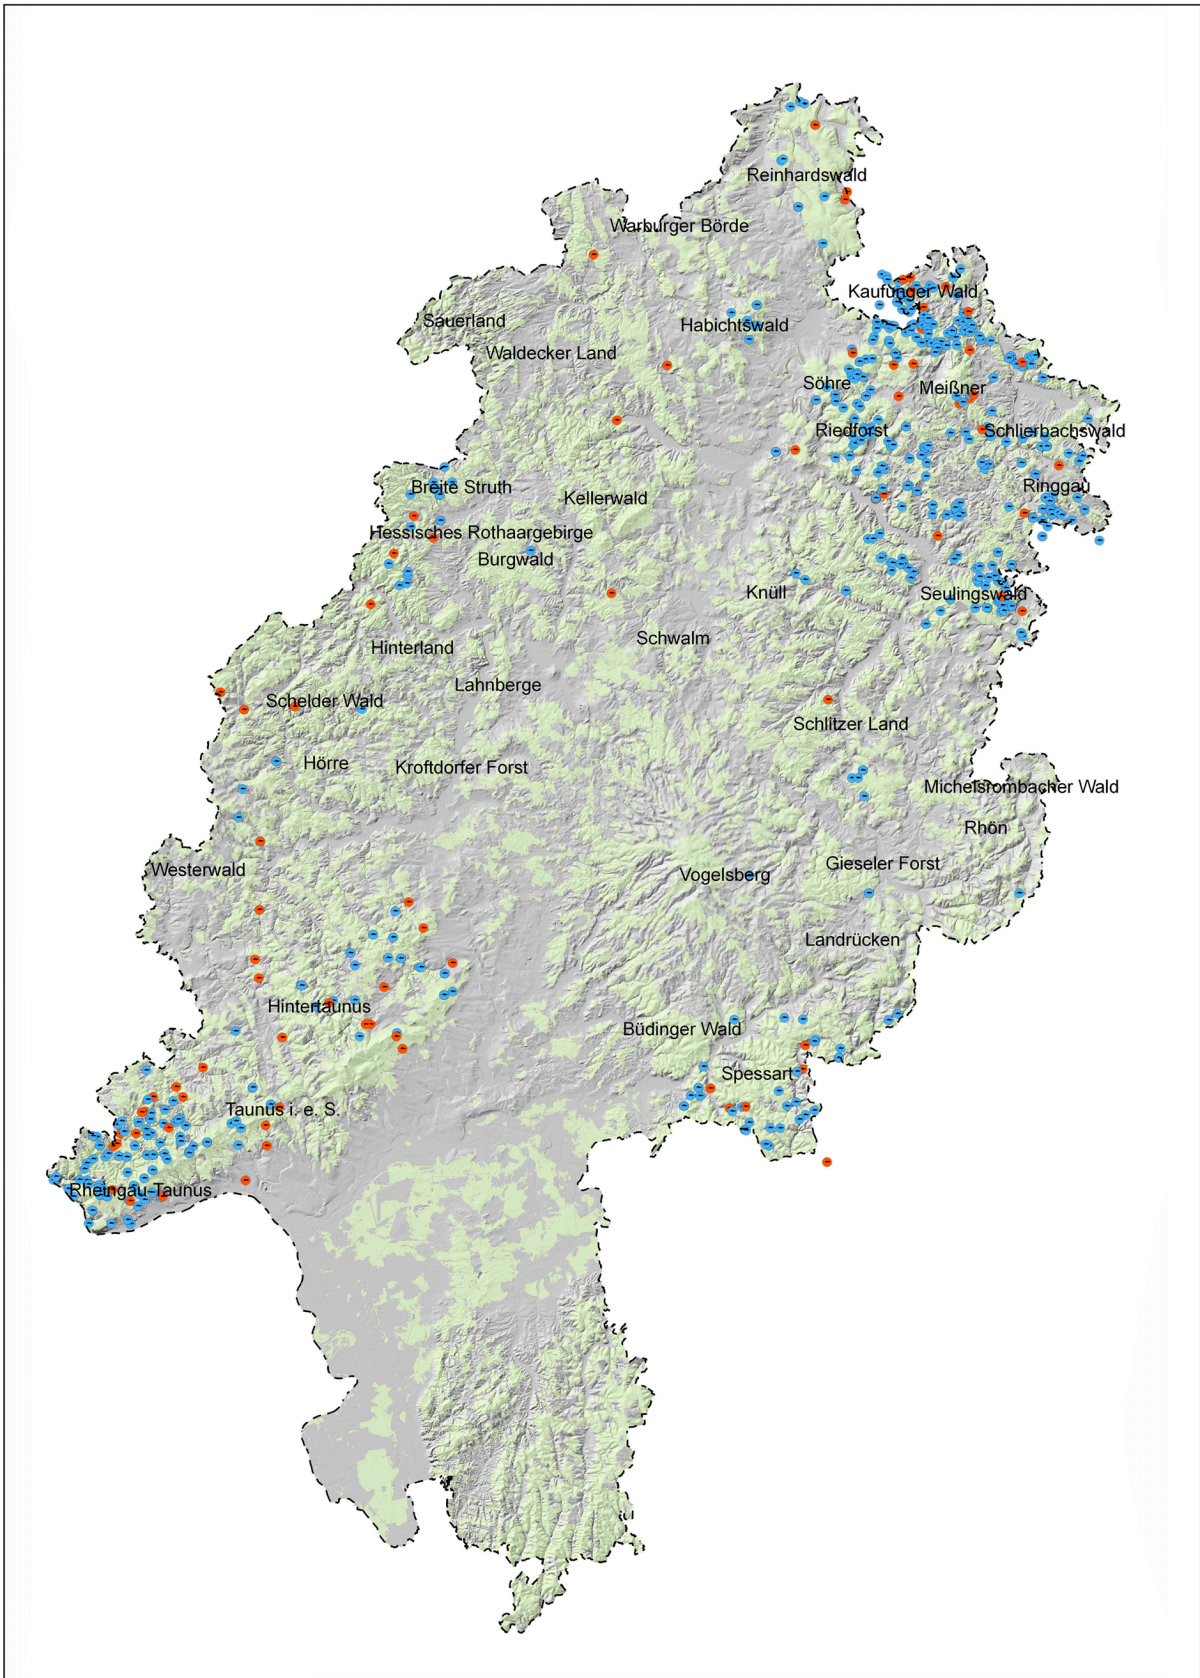 Reinhardswald
Warburger Börde
Kaufunger Wald
Sauerland
Habichtswald
Waldecker Land
Söhre
Meißner
Riedforst
Schlierbachswald
Breite Struth
Kellerwald
Ringgau
Hessisches Rothaargebirge
Burgwald
Knüll
Seulingswald
Schwalm
Hinterland
Lahnberge
Schelder Wald
Schlitzer Land
Hörre
Kroftdorfer Forst
Michelsrombacher Wald
Rhön
Westerwald
Vogelsberg
Gieseler Forst
Landrücken
Hintertaunus
Büdinger Wald
Spessart
Taunus i. e. S.
Rheingau-Taunus